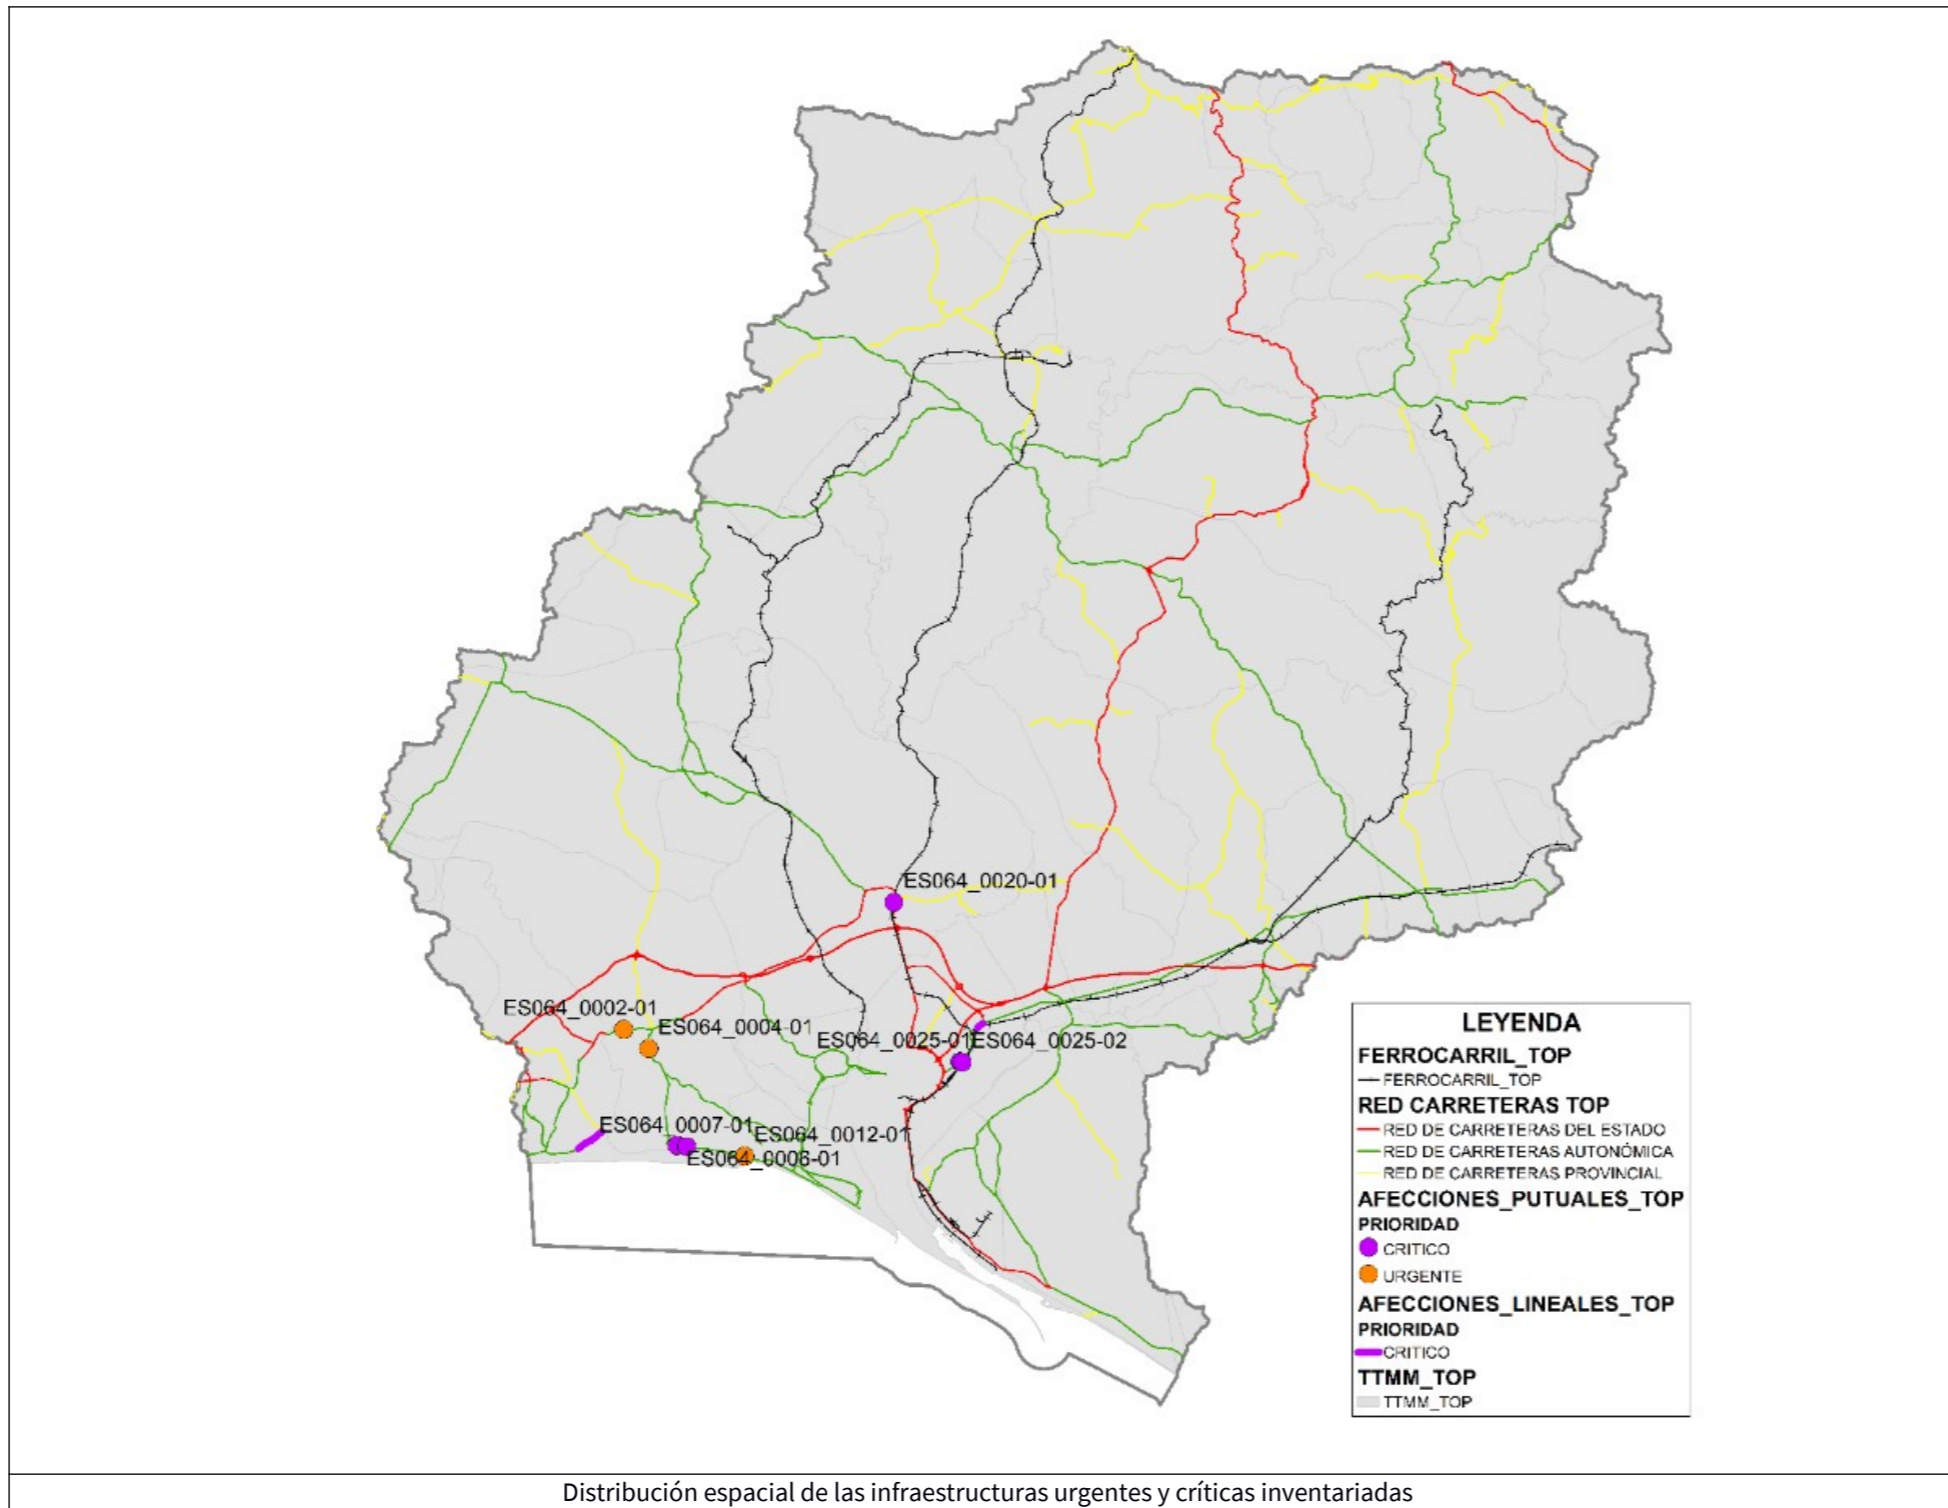 ES064_0020-01
ES064_0002-01
ES064_0004-01
ES064_0025-01
ES064_0025-02
ES064_0007-01
ES064_0012-01
ES064_0006-01
LEYENDA
FERROCARRIL_TOP
FERROCARRIL_TOP
RED CARRETERAS TOP
RED DE CARRETERAS DEL ESTADO
RED DE CARRETERAS AUTONÓMICA
RED DE CARRETERAS PROVINCIAL
AFECCIONES_PUTUALES_TOP
PRIORIDAD
CRITICO
URGENTE
AFECCIONES_LINEALES_TOP
PRIORIDAD
CRITICO
TTMM_TOP
TTMM_TOP
Distribución espacial de las infraestructuras urgentes y críticas inventariadas